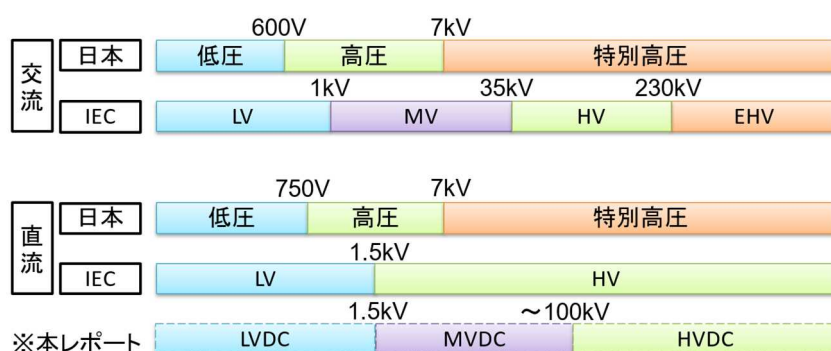 600V 7kV
交流 日本 低圧 高圧 特別高圧
1kV 35kV 230kV
IEC LV MV HV EHV
750V 7kV
直流 日本 低圧 高圧 特別高圧
1.5kV
IEC LV HV
1.5kV ～100kV
※本レポート LVDC MVDC HVDC